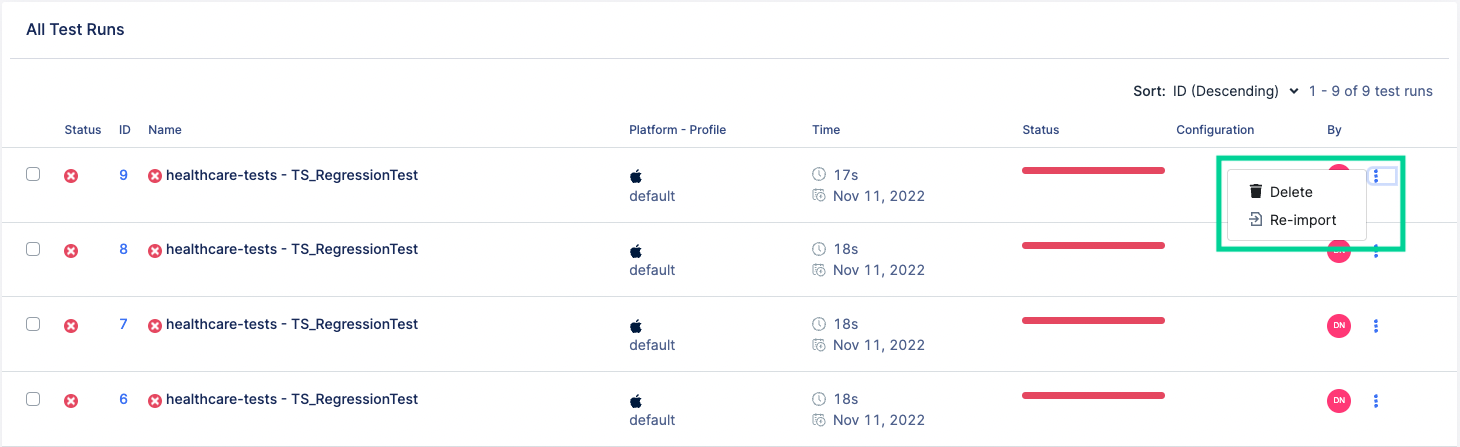 All Test Runs
Sort: ID (Descending) 1 - 9 of 9 test runs
Status ID Name Platform - Profile Time Status Configuration By
9 healthcare-tests - TS_RegressionTest 17s
default Nov 11, 2022
Delete
Re-import
8 healthcare-tests - TS_RegressionTest 18s
default Nov 11, 2022
7 healthcare-tests - TS_RegressionTest 18s DN
default Nov 11, 2022
6 healthcare-tests - TS_RegressionTest 18s DN
default Nov 11, 2022